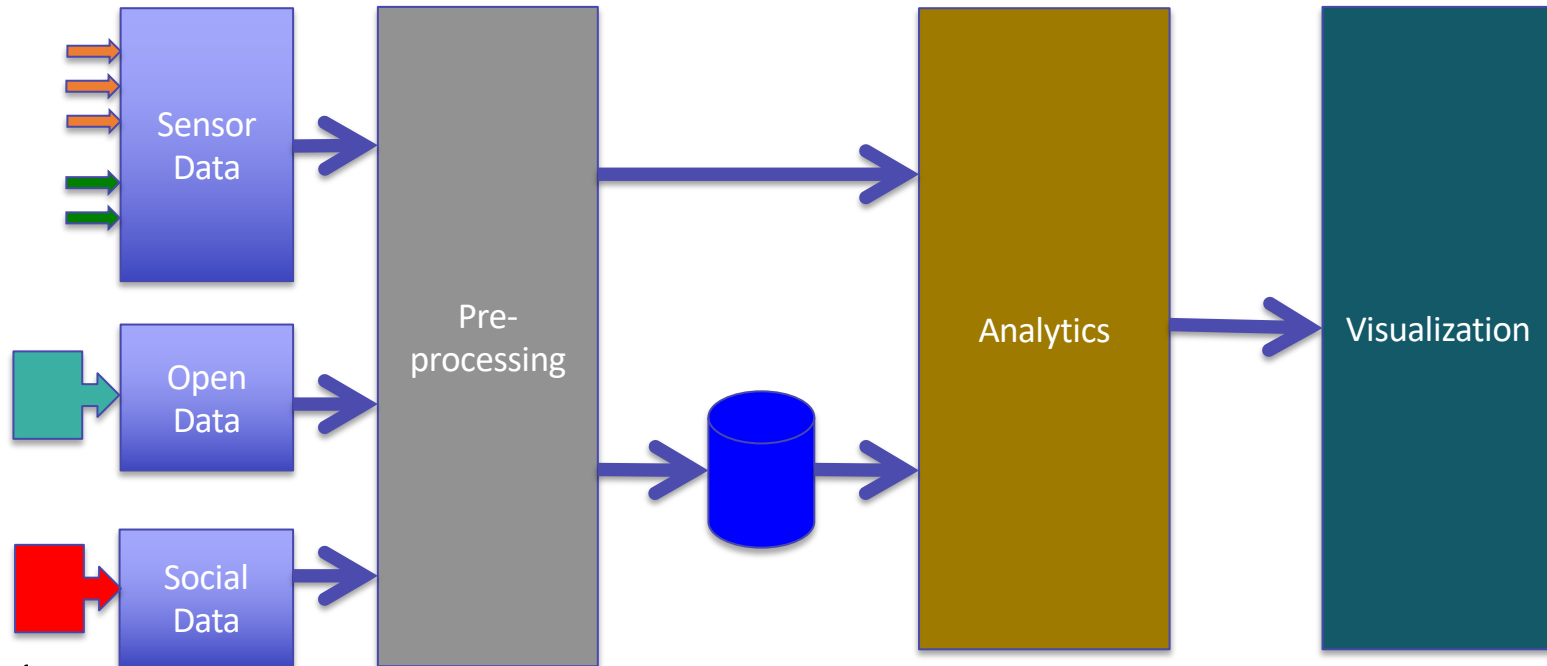 Sensor
Data
Open
Data
Social
Data
Pre-
processing
Analytics
Visualization